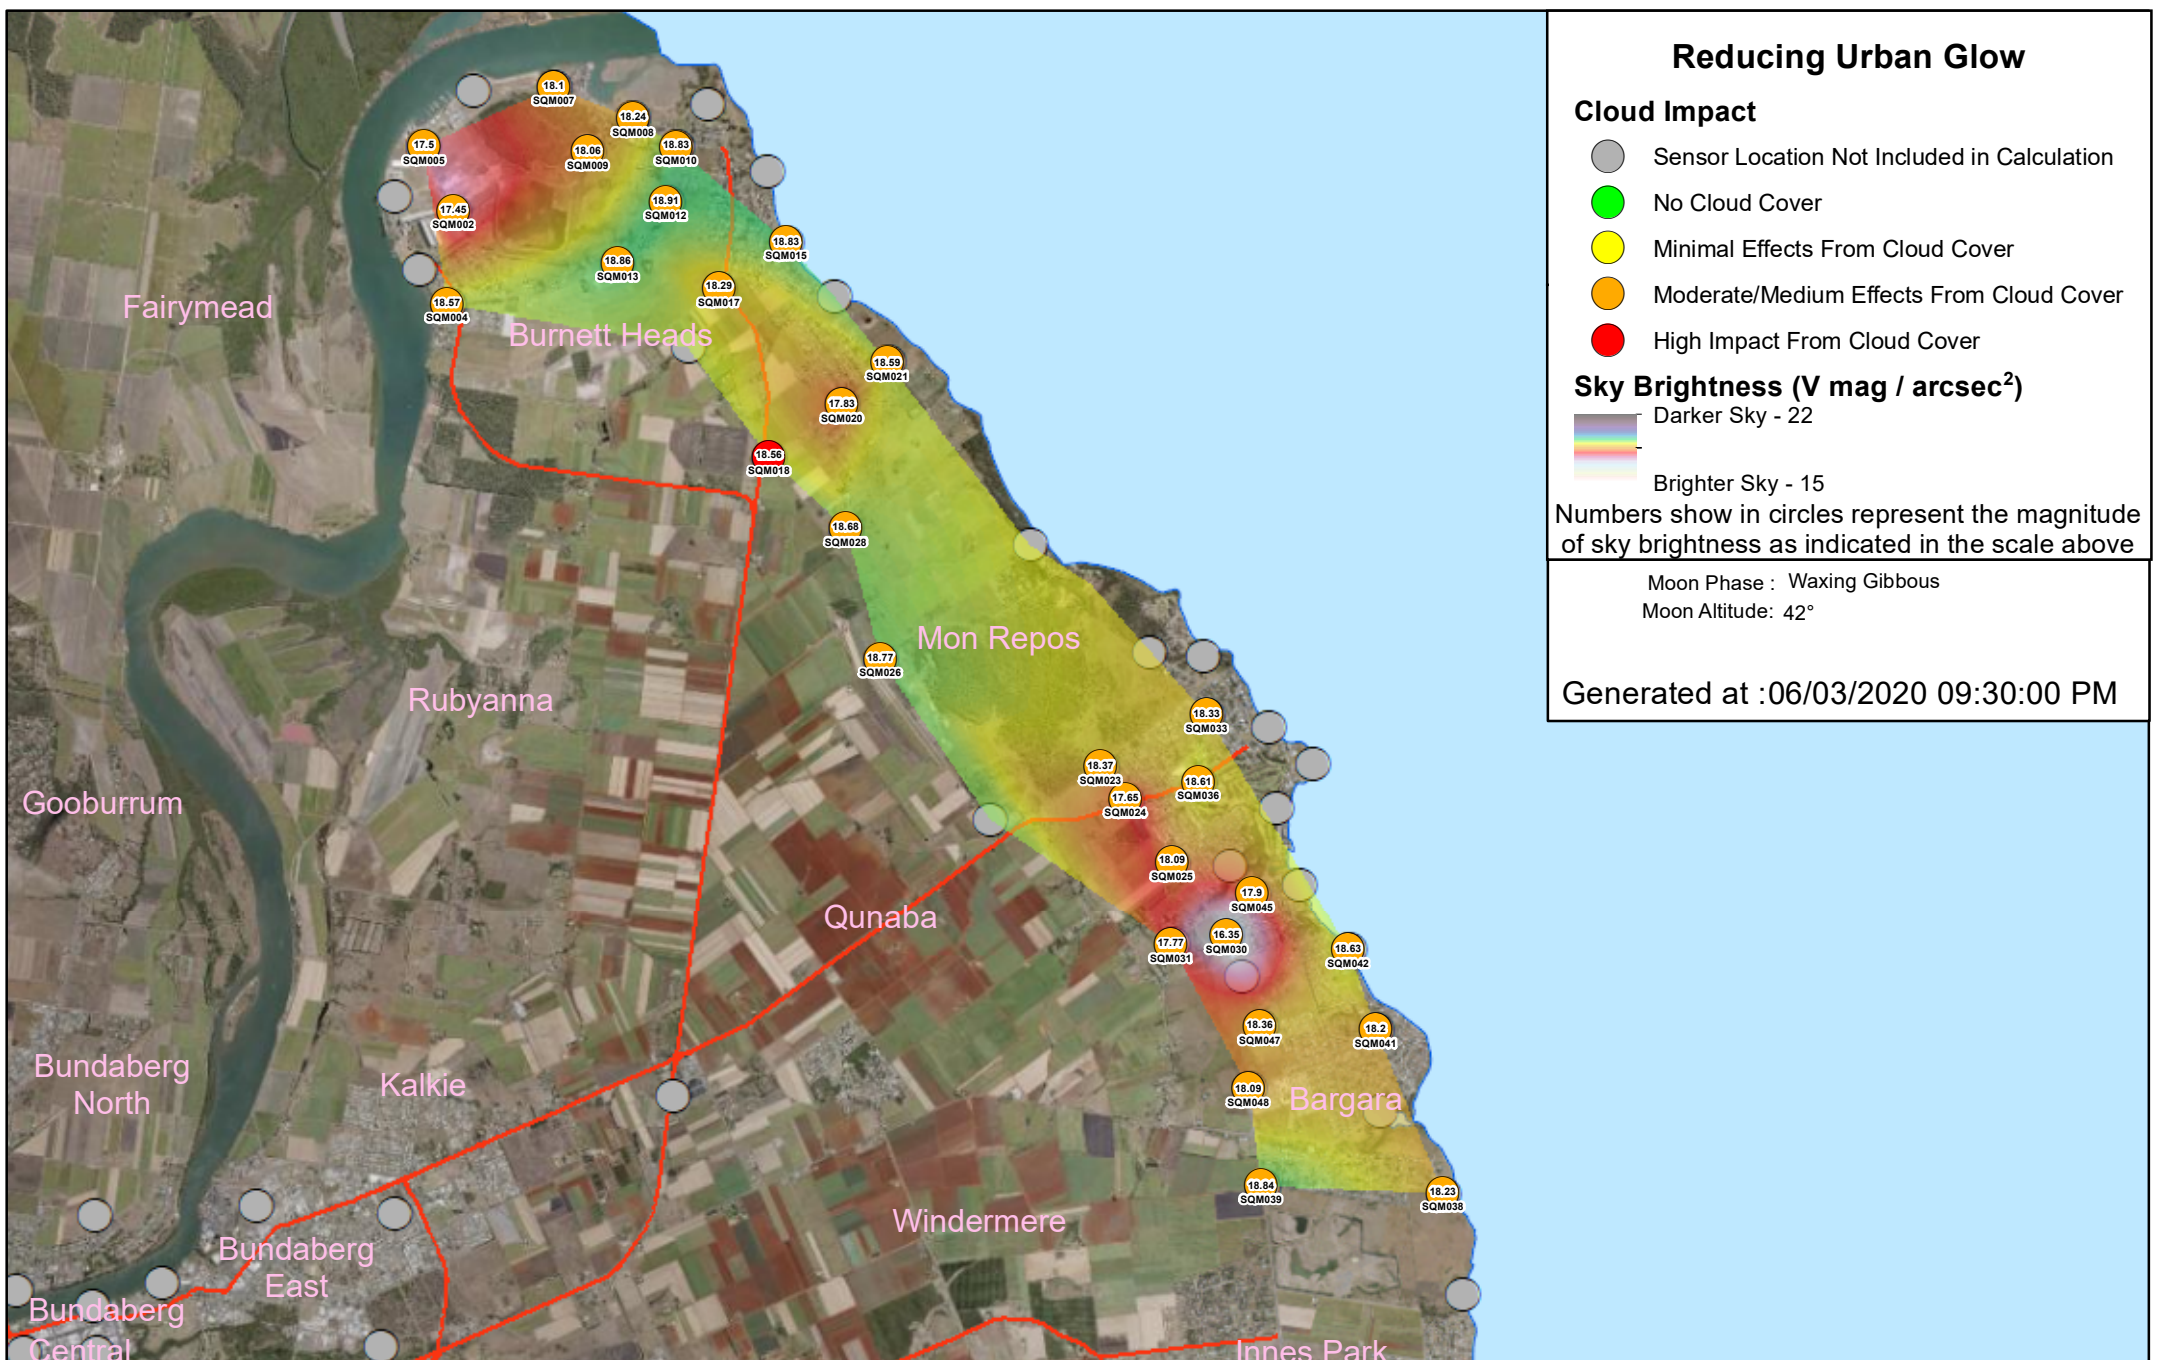 Reducing Urban Glow
Cloud Impact
Sensor Location Not Included in Calculation
No Cloud Cover
Minimal Effects From Cloud Cover
Moderate/Medium Effects From Cloud Cover
High Impact From Cloud Cover
Sky Brightness (V mag / arcsec²)
Darker Sky - 22
Brighter Sky - 15
Numbers show in circles represent the magnitude
of sky brightness as indicated in the scale above
Moon Phase : Waxing Gibbous
Moon Altitude: 42°
Generated at :06/03/2020 09:30:00 PM
18.1
SQM007
18.24
SQM008
17.5
SQM005
18.06
SQM009
18.83
SQM010
17.45
SQM002
18.91
SQM012
18.83
SQM015
18.86
SQM013
18.29
SQM017
18.57
SQM004
Fairymead
Burnett Heads
18.59
SQM021
17.83
SQM020
18.56
SQM018
18.68
SQM028
Mon Repos
18.77
SQM026
Rubyanna
18.33
SQM033
18.37
SQM023
18.61
SQM036
17.65
SQM024
Gooburrum
18.09
SQM025
17.9
SQM045
Qunaba
16.35
SQM030
17.77
SQM031
18.63
SQM042
18.36
SQM047
18.2
SQM041
Bundaberg
North
Kalkie
18.09
SQM048
Bargara
18.84
SQM039
18.23
SQM038
Windermere
Bundaberg
East
Bundaberg
Central
Innes Park